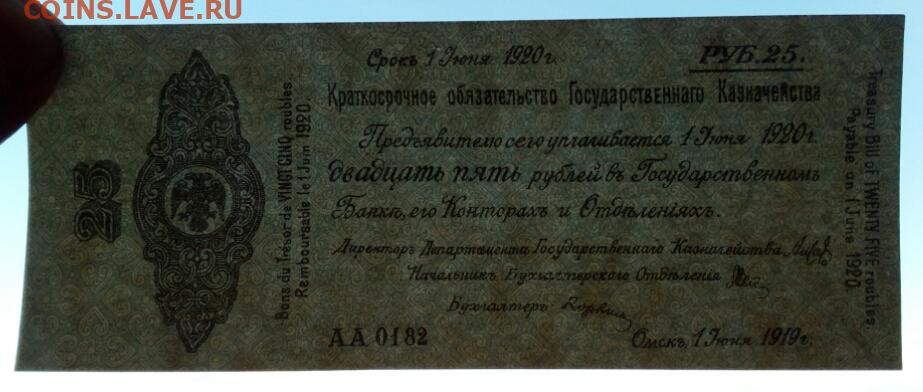 COINS.LAVE.RU
Срокъ 1 Іюня 1920 г.
РУБ. 25.
Краткосрочное обязательство Государственнаго Казначейства
Предъявителю сего уплачивается 1 Іюня 1920 г.
двадцать пять рублей въ Государственномъ
Банкѣ, его Конторахъ и Отдѣленіяхъ.
Директоръ Департамента Государственнаго Казначейства
Начальникъ Бухгалтерскаго Отдѣленія
Бухгалтеръ
АА 0182
Омскъ, 1 Іюня 1919 г.
25
Bons du Trésor de VINGT CINQ roubles
Remboursable le 1 Juin 1920.
Treasury Bill of TWENTY FIVE roubles
Payable on 1 June 1920.